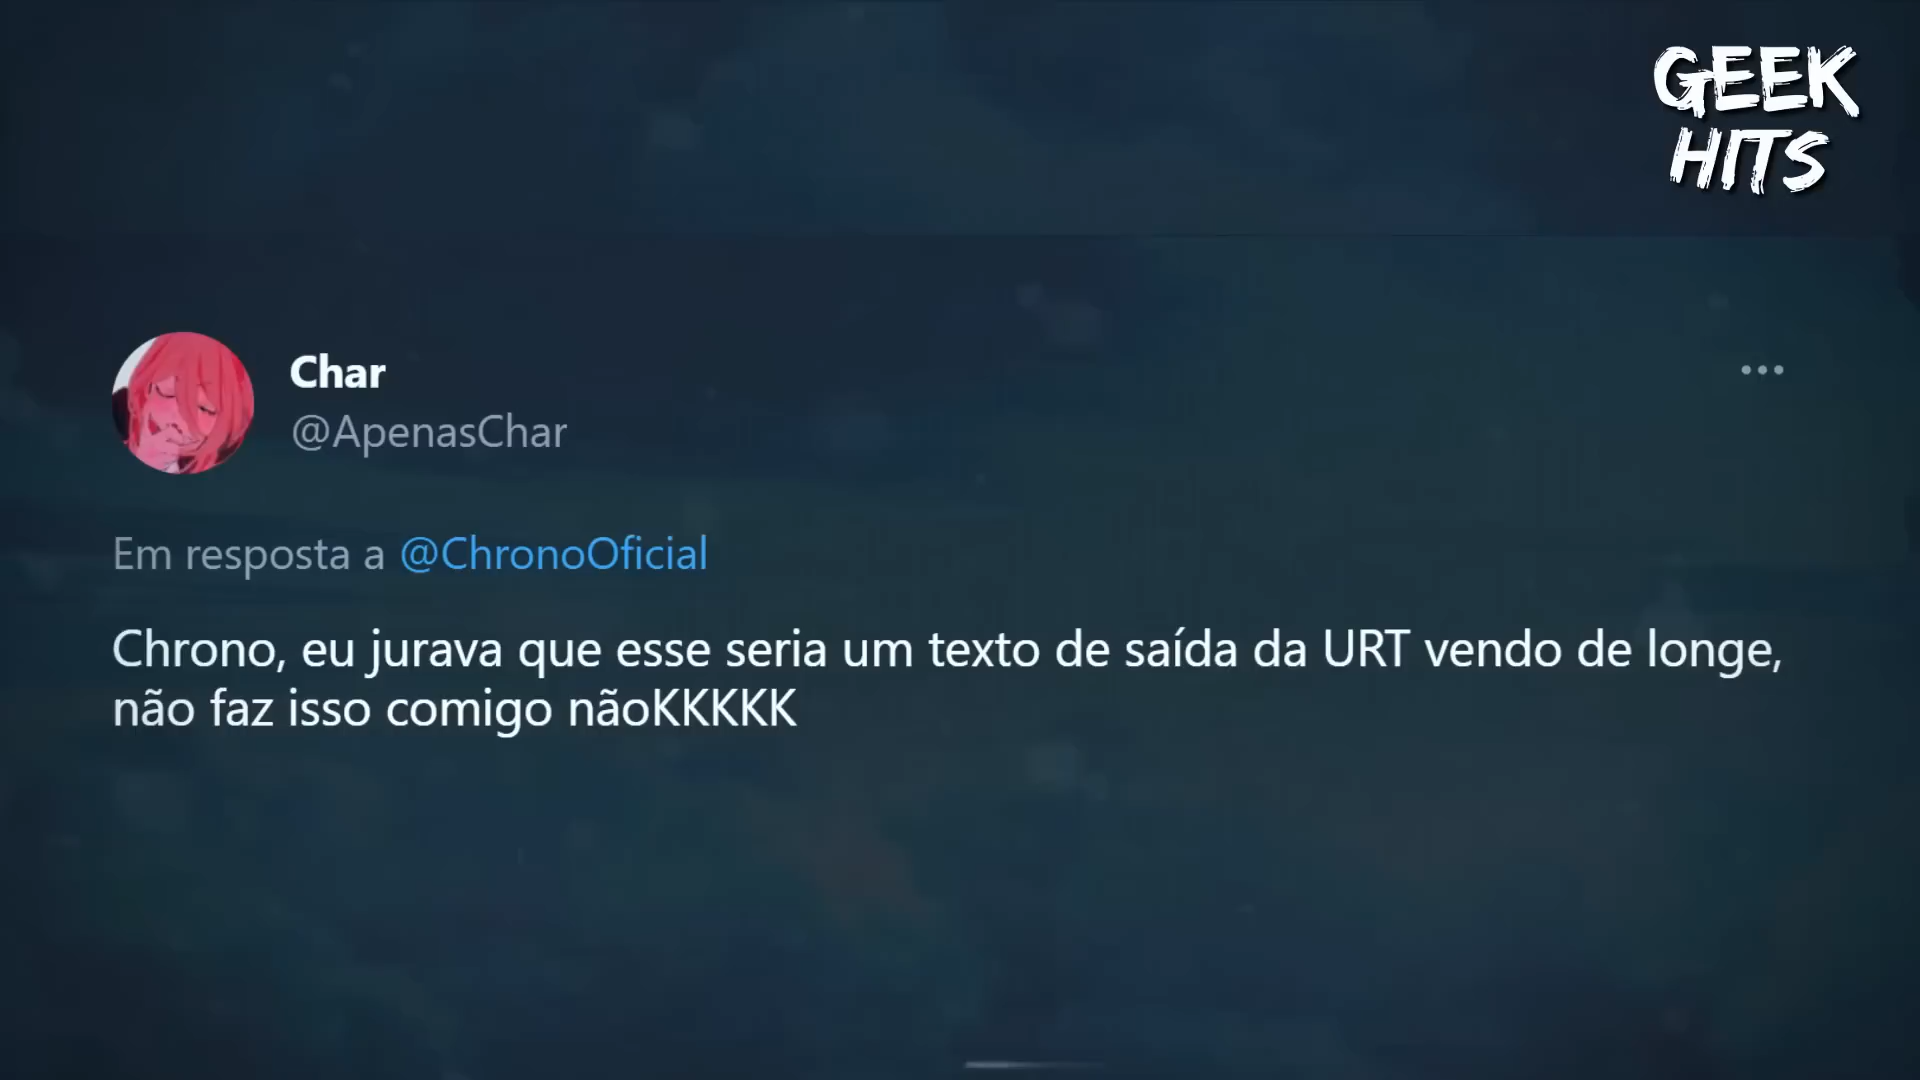 GEEK
HITS
Char
@ApenasChar
Em resposta a @ChronoOficial
Chrono, eu jurava que esse seria um texto de saída da URT vendo de longe,
não faz isso comigo nãoKKKKK